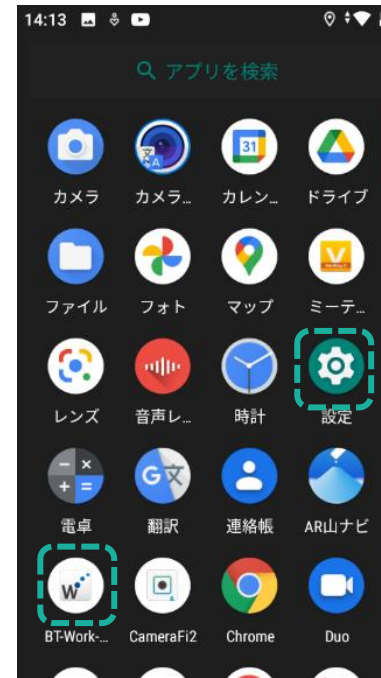 14:13
アプリを検索
31
カメラ カメラ… カレン… ドライブ
ファイル フォト マップ ミーテ…
レンズ 音声レ… 時計 設定
電卓 翻訳 連絡帳 AR山ナビ
BT-Work-… CameraFi2 Chrome Duo